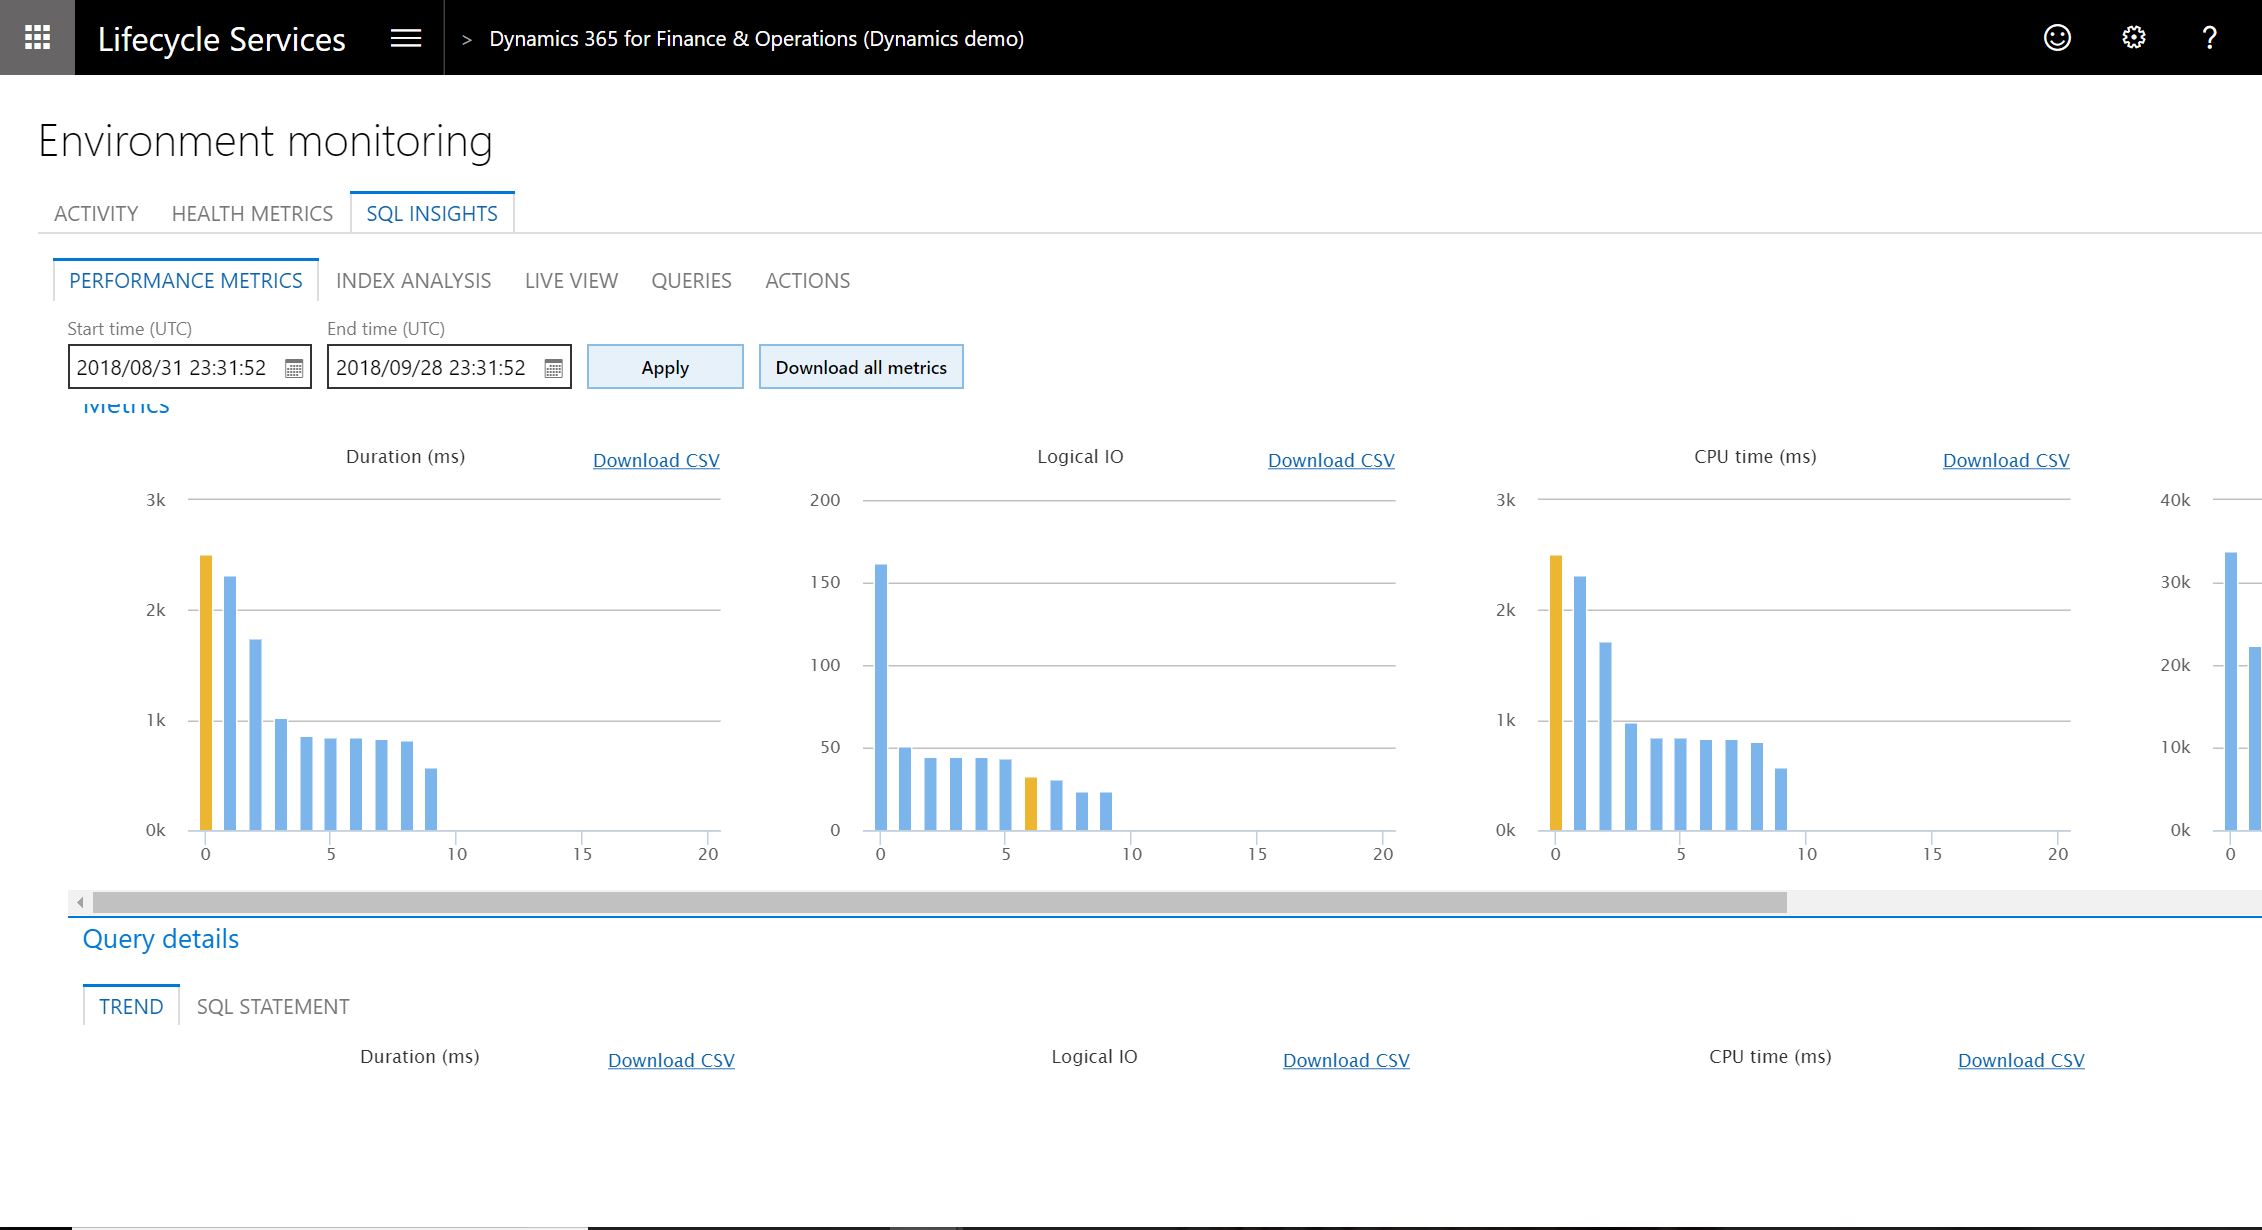 Lifecycle Services > Dynamics 365 for Finance & Operations (Dynamics demo) ?
Environment monitoring
ACTIVITY HEALTH METRICS SQL INSIGHTS
PERFORMANCE METRICS INDEX ANALYSIS LIVE VIEW QUERIES ACTIONS
Start time (UTC) End time (UTC)
2018/08/31 23:31:52 2018/09/28 23:31:52 Apply Download all metrics
Metrics
Duration (ms) Download CSV
3k
2k
1k
0k
0 5 10 15 20
Logical IO Download CSV
200
150
100
50
0
0 5 10 15 20
CPU time (ms) Download CSV
3k
2k
1k
0k
0 5 10 15 20
40k
30k
20k
10k
0k
0
Query details
TREND SQL STATEMENT
Duration (ms) Download CSV Logical IO Download CSV CPU time (ms) Download CSV